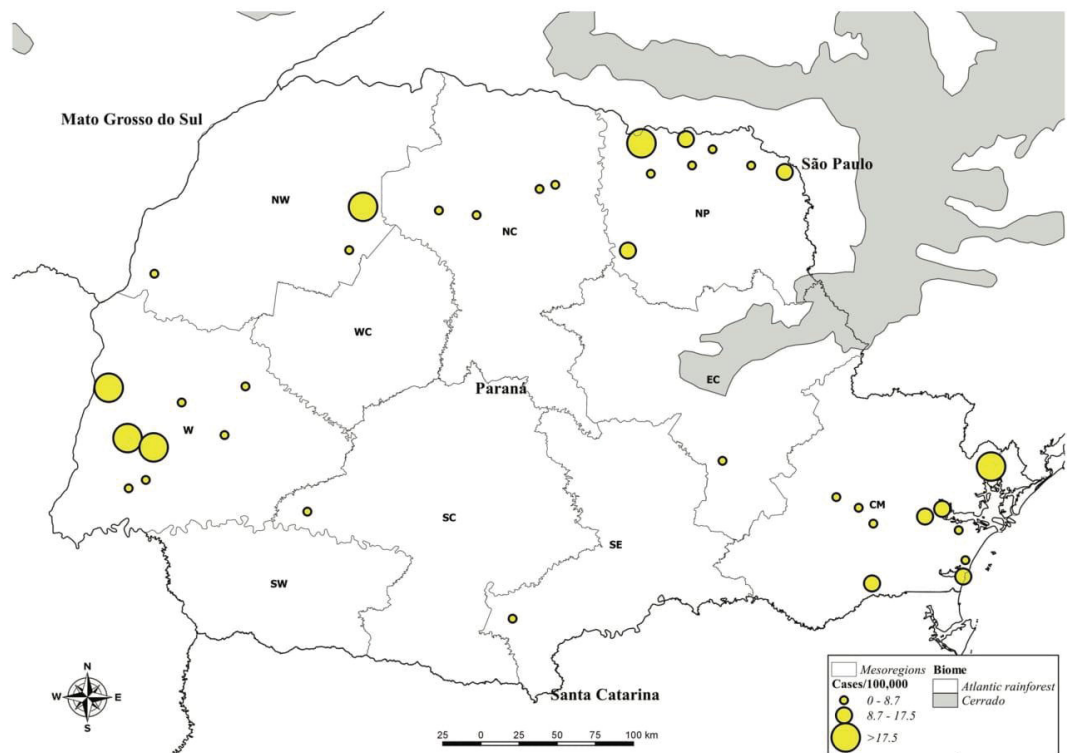 Mato Grosso do Sul
São Paulo
NW
NC
NP
WC
Paraná
EC
W
CM
SC
SE
SW
Santa Catarina
N
W E
S
25 0 25 50 75 100 km
Mesoregions
Cases/100,000
0 - 8.7
8.7 - 17.5
>17.5
Biome
Atlantic rainforest
Cerrado